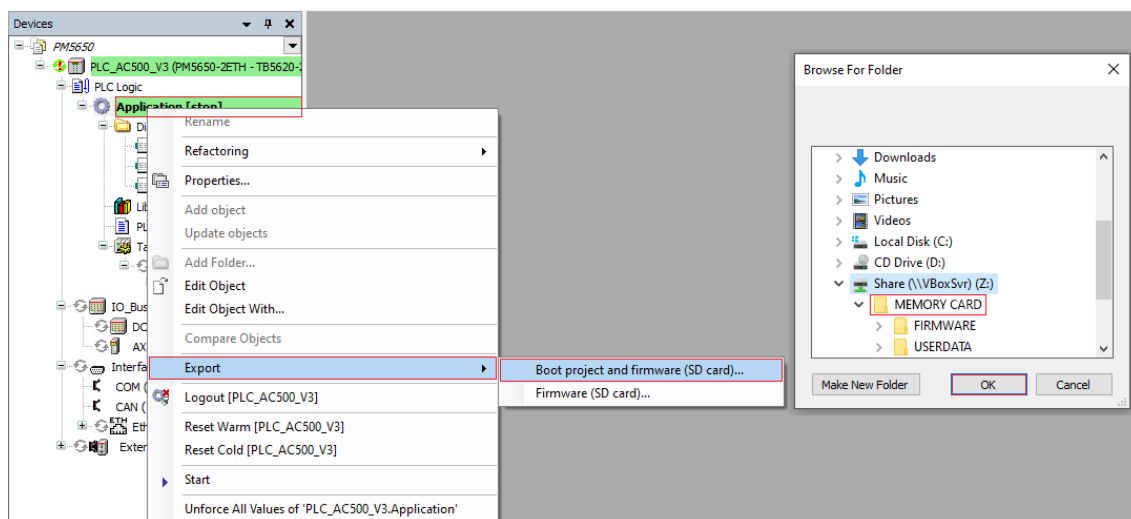 Devices
PM5650
PLC_AC500_V3 (PM5650-2ETH - TB5620-2
PLC Logic
Application [stop]
Rename
Refactoring
Properties...
Add object
Update objects
Add Folder...
Edit Object
Edit Object With...
Compare Objects
Export
Logout [PLC_AC500_V3]
Reset Warm [PLC_AC500_V3]
Reset Cold [PLC_AC500_V3]
Start
Unforce All Values of 'PLC_AC500_V3.Application'
Di
Lib
PL
Ta
IO_Bus
DC
AX
Interfa
COM (
CAN (
ETH
Eth
Exter
Boot project and firmware (SD card)...
Firmware (SD card)...
Browse For Folder
Downloads
Music
Pictures
Videos
Local Disk (C:)
CD Drive (D:)
Share (\\VBoxSvr) (Z:)
MEMORY CARD
FIRMWARE
USERDATA
Make New Folder
OK
Cancel